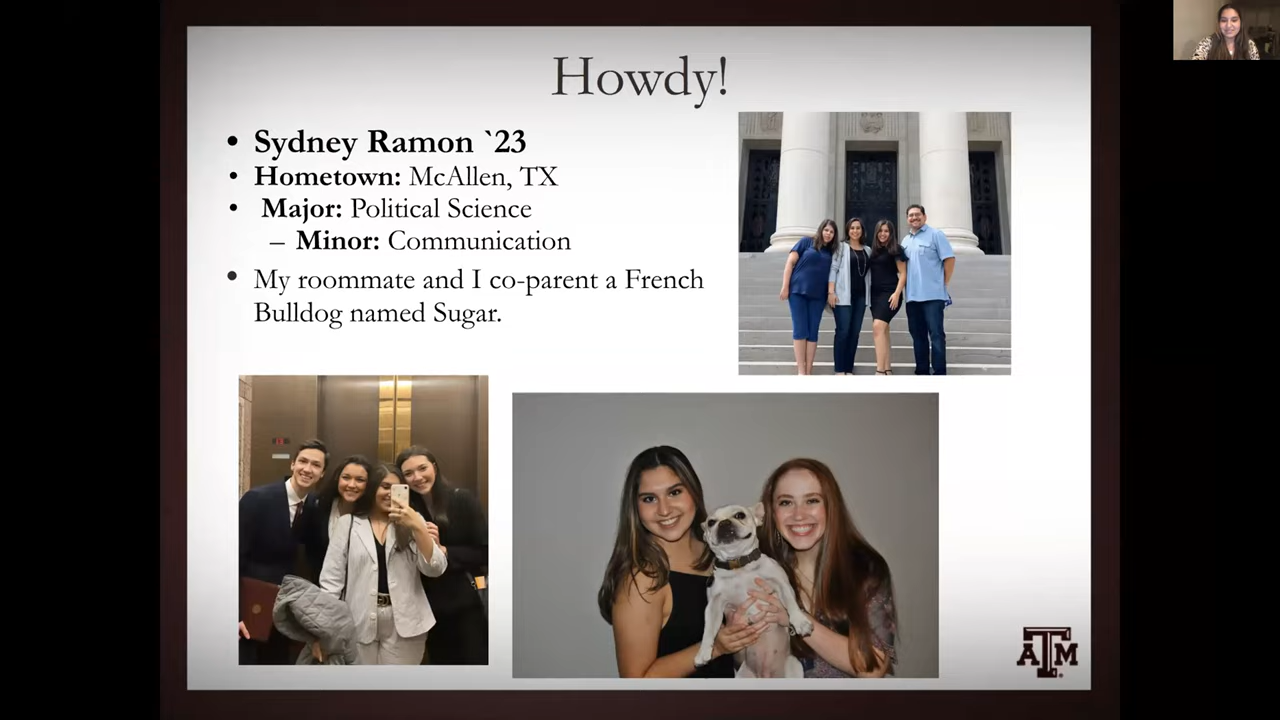 Howdy!
• Sydney Ramon `23
• Hometown: McAllen, TX
• Major: Political Science
– Minor: Communication
• My roommate and I co-parent a French
Bulldog named Sugar.
ATM